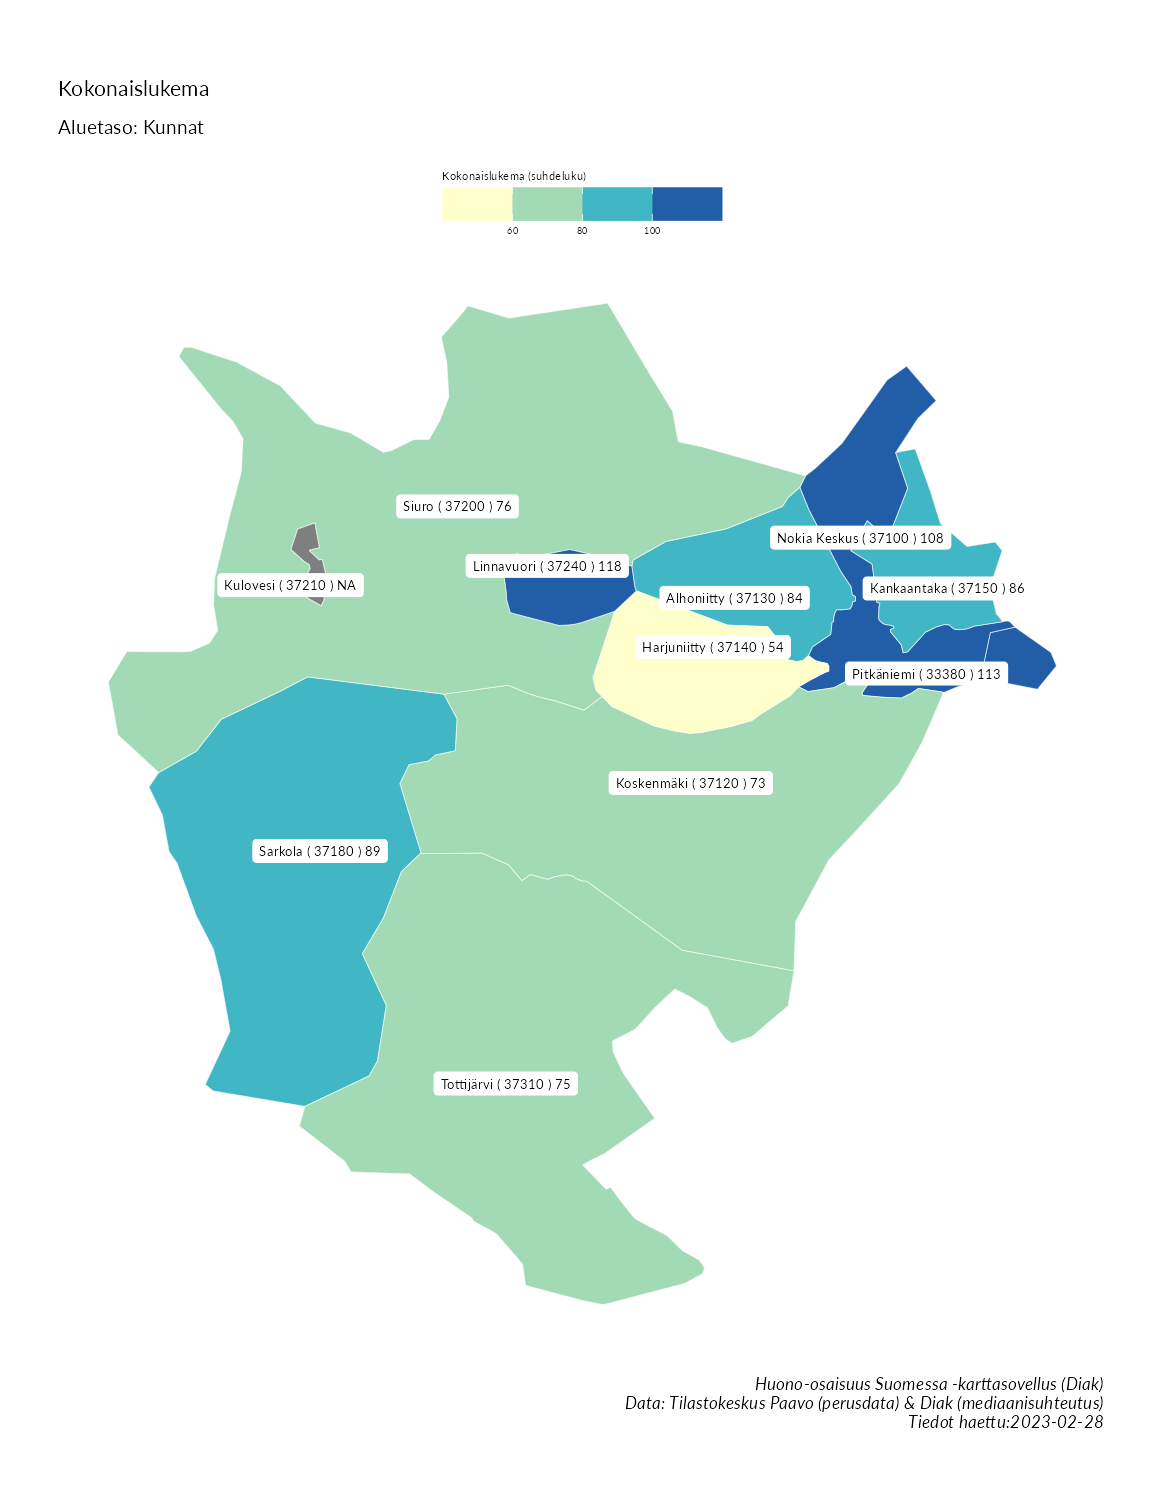 Kokonaislukema
Aluetaso: Kunnat
Kokonaislukema (suhdeluku)
60 80 100
Siuro ( 37200 ) 76
Nokia Keskus ( 37100 ) 108
Linnavuori ( 37240 ) 118
Kulovesi ( 37210 ) NA
Kankaantaka ( 37150 ) 86
Alhoniitty ( 37130 ) 84
Harjuniitty ( 37140 ) 54
Pitkäniemi ( 33380 ) 113
Koskenmäki ( 37120 ) 73
Sarkola ( 37180 ) 89
Tottijärvi ( 37310 ) 75
Huono-osaisuus Suomessa -karttasovellus (Diak)
Data: Tilastokeskus Paavo (perusdata) & Diak (mediaanisuhteutus)
Tiedot haettu:2023-02-28